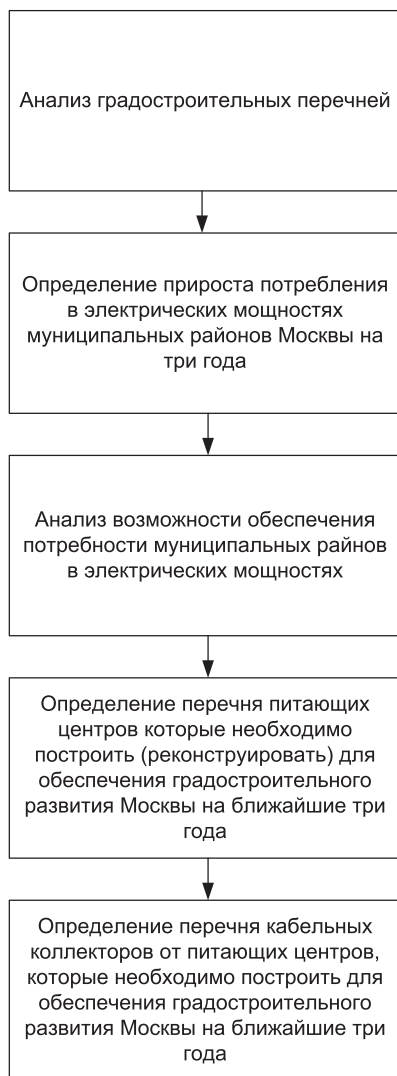 Анализ градостроительных перечней
Определение прироста потребления
в электрических мощностях
муниципальных районов Москвы на
три года
Анализ возможности обеспечения
потребности муниципальных райнов
в электрических мощностях
Определение перечня питающих
центров которые необходимо
построить (реконструировать) для
обеспечения градостроительного
развития Москвы на ближайшие три
года
Определение перечня кабельных
коллекторов от питающих центров,
которые необходимо построить для
обеспечения градостроительного
развития Москвы на ближайшие три
года